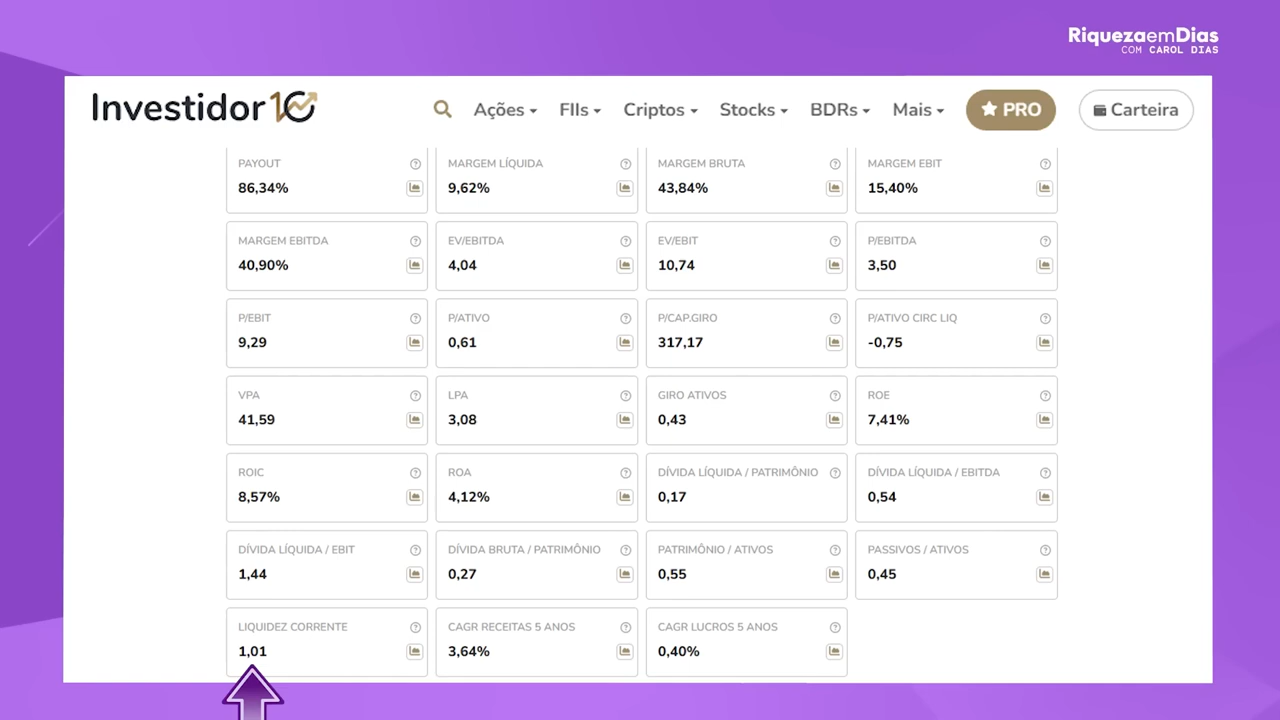 RiquezaemDias
COM CAROL DIAS
Investidor 10
Ações
FIIs
Criptos
Stocks
BDRs
Mais
PRO
Carteira
PAYOUT
86,34%
MARGEM LÍQUIDA
9,62%
MARGEM BRUTA
43,84%
MARGEM EBIT
15,40%
MARGEM EBITDA
40,90%
EV/EBITDA
4,04
EV/EBIT
10,74
P/EBITDA
3,50
P/EBIT
9,29
P/ATIVO
0,61
P/CAP.GIRO
317,17
P/ATIVO CIRC LIQ
-0,75
VPA
41,59
LPA
3,08
GIRO ATIVOS
0,43
ROE
7,41%
ROIC
8,57%
ROA
4,12%
DÍVIDA LÍQUIDA / PATRIMÔNIO
0,17
DÍVIDA LÍQUIDA / EBITDA
0,54
DÍVIDA LÍQUIDA / EBIT
1,44
DÍVIDA BRUTA / PATRIMÔNIO
0,27
PATRIMÔNIO / ATIVOS
0,55
PASSIVOS / ATIVOS
0,45
LIQUIDEZ CORRENTE
1,01
CAGR RECEITAS 5 ANOS
3,64%
CAGR LUCROS 5 ANOS
0,40%